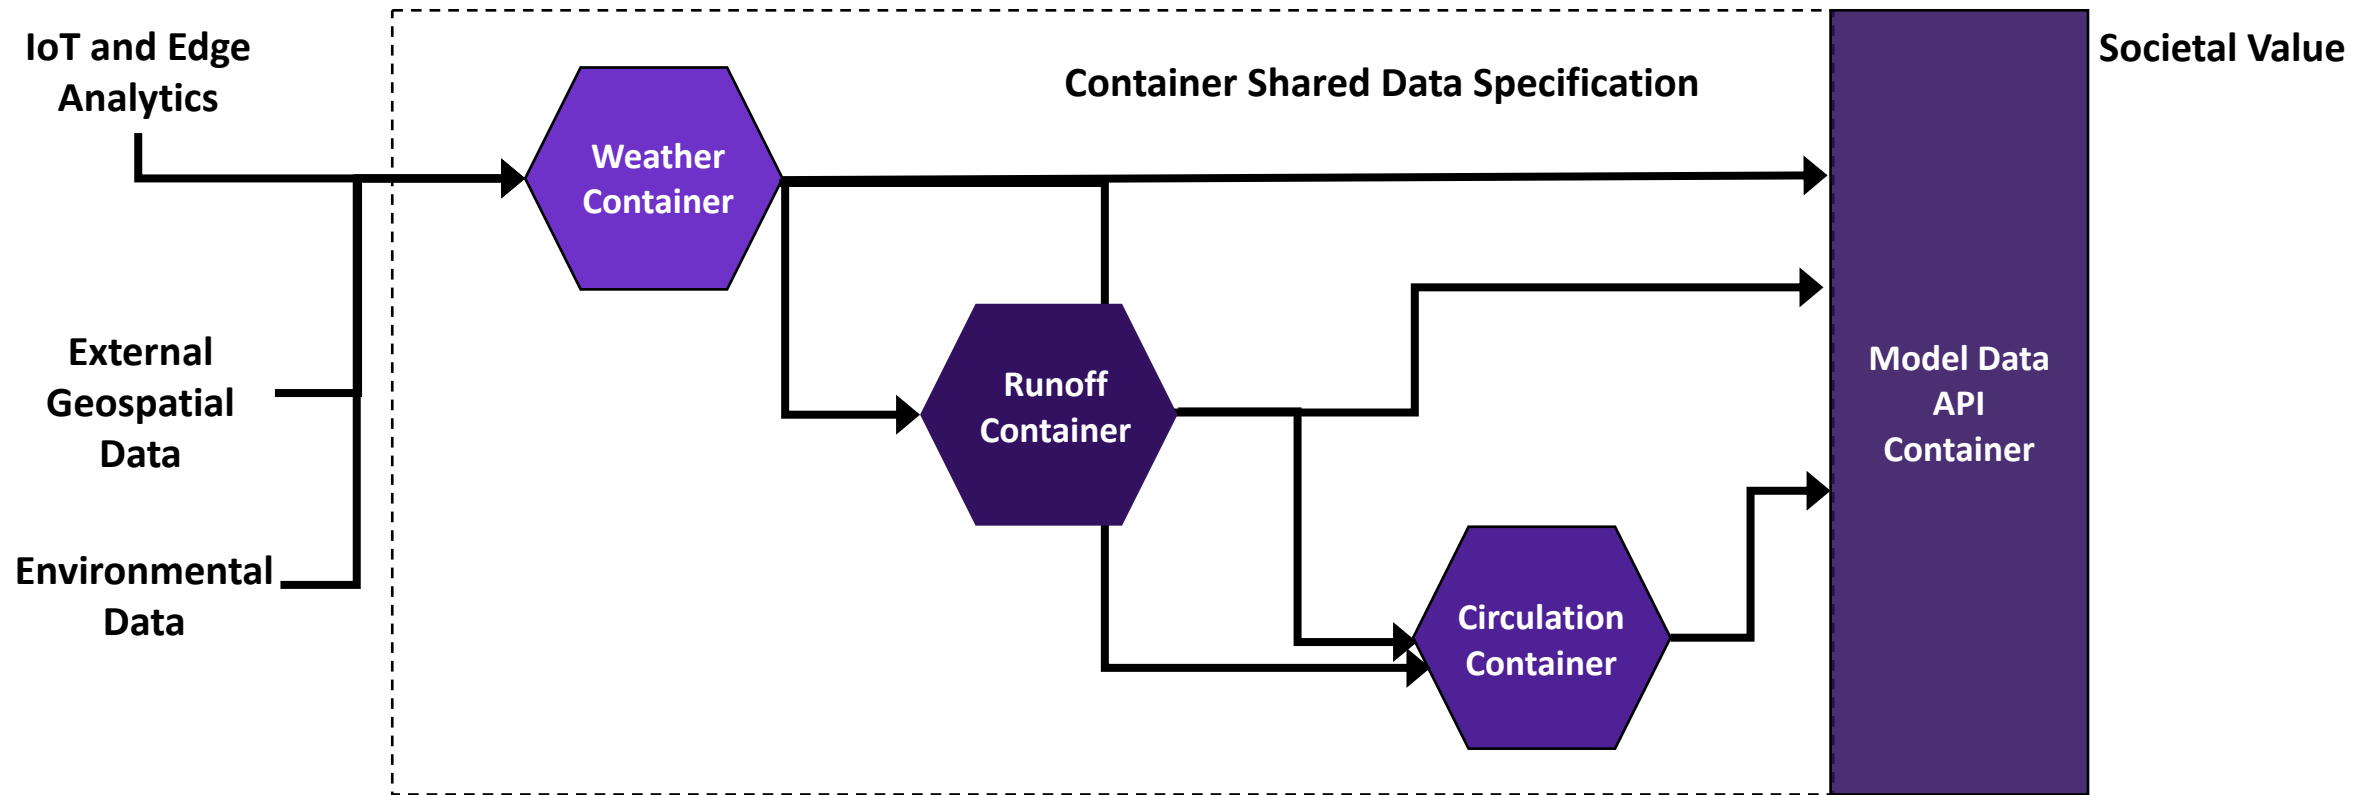 IoT and Edge
Analytics
External
Geospatial
Data
Environmental
Data
Weather
Container
Container Shared Data Specification
Runoff
Container
Circulation
Container
Model Data
API
Container
Societal Value